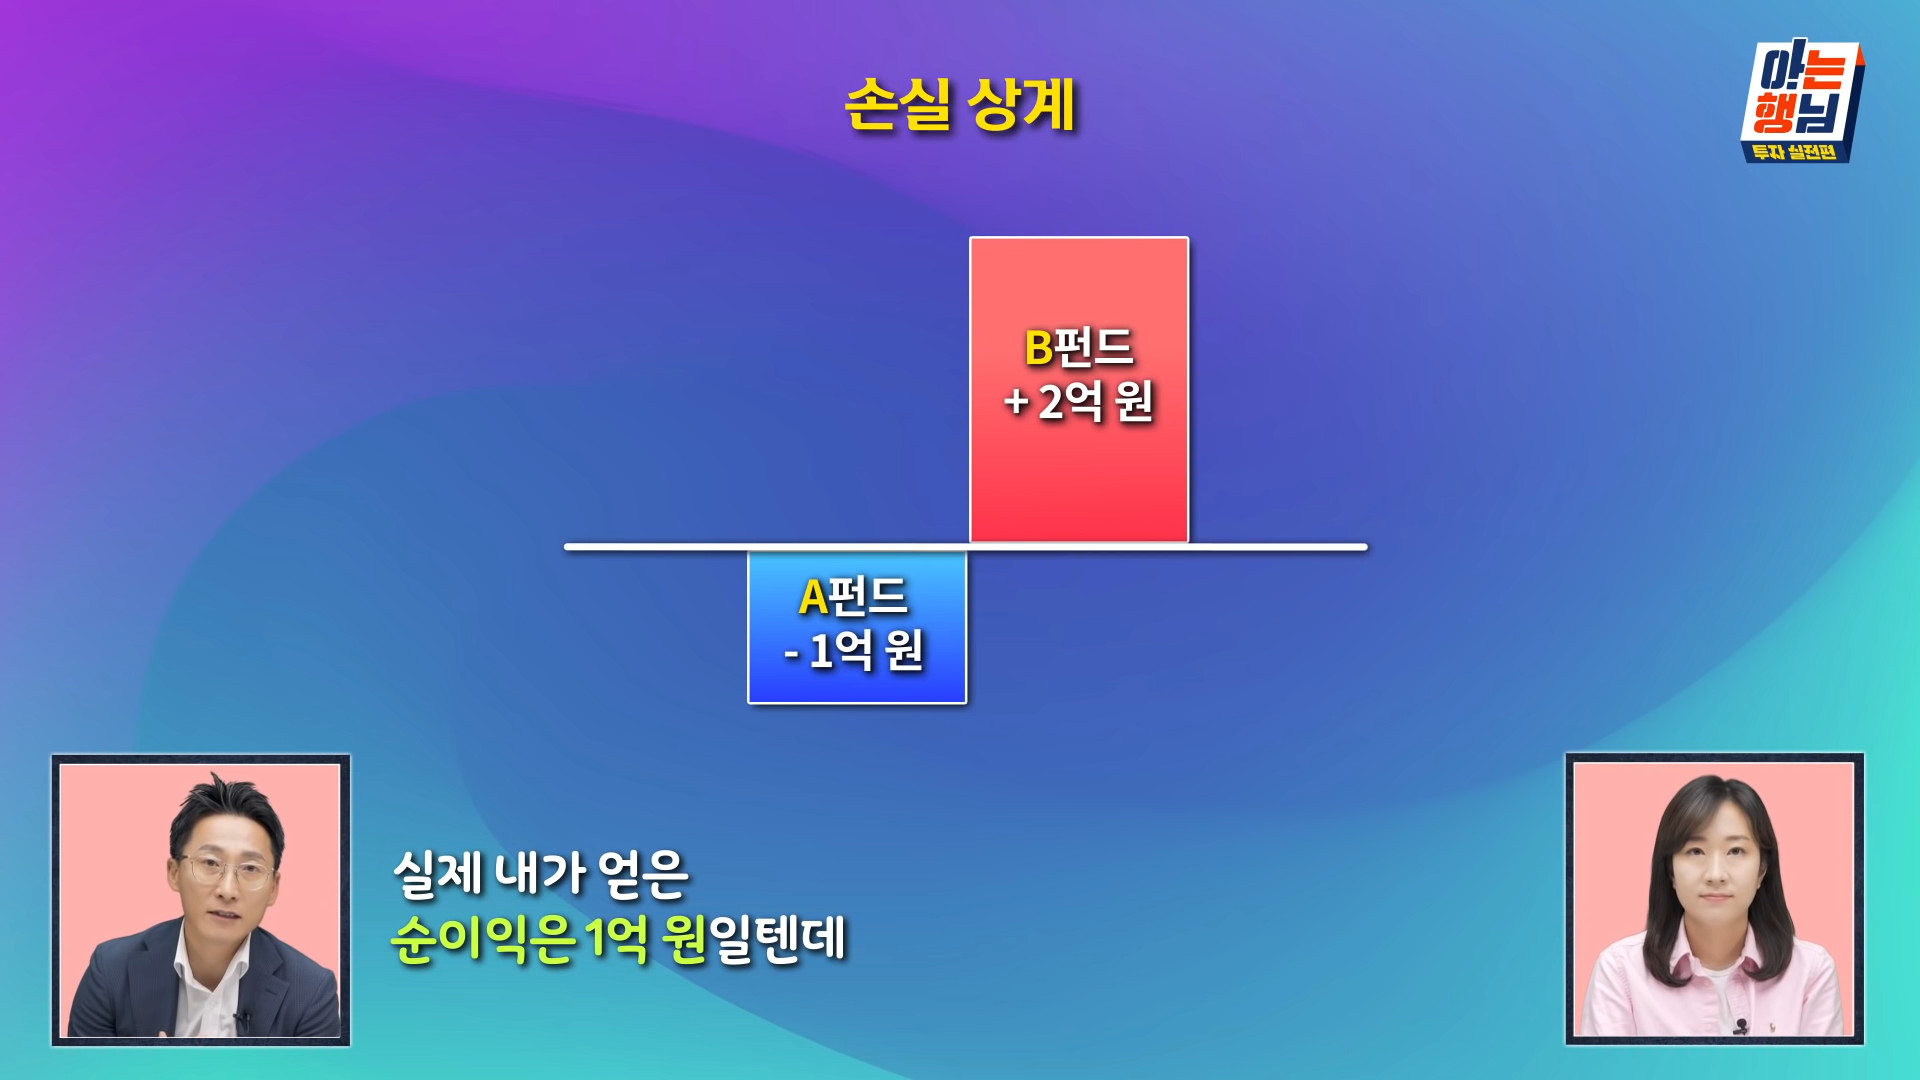 손실 상계
아는
행님
투자 실전편
B펀드
+ 2억 원
A펀드
- 1억 원
실제 내가 얻은
순이익은 1억 원일텐데